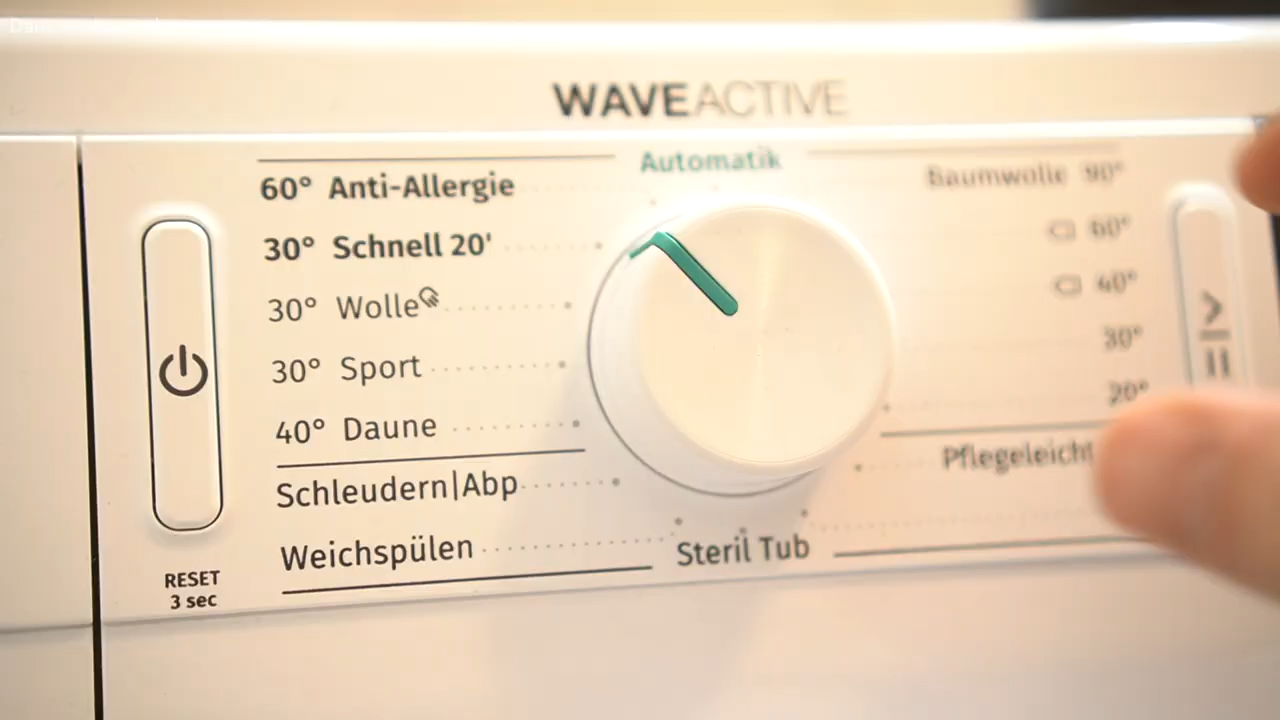 WAVEACTIVE
Automatik
60° Anti-Allergie
30° Schnell 20'
30° Wolle
30° Sport
40° Daune
Schleudern|Abp
Weichspülen
Steril Tub
Baumwolle 90°
60°
40°
30°
20°
Pflegeleicht
RESET
3 sec